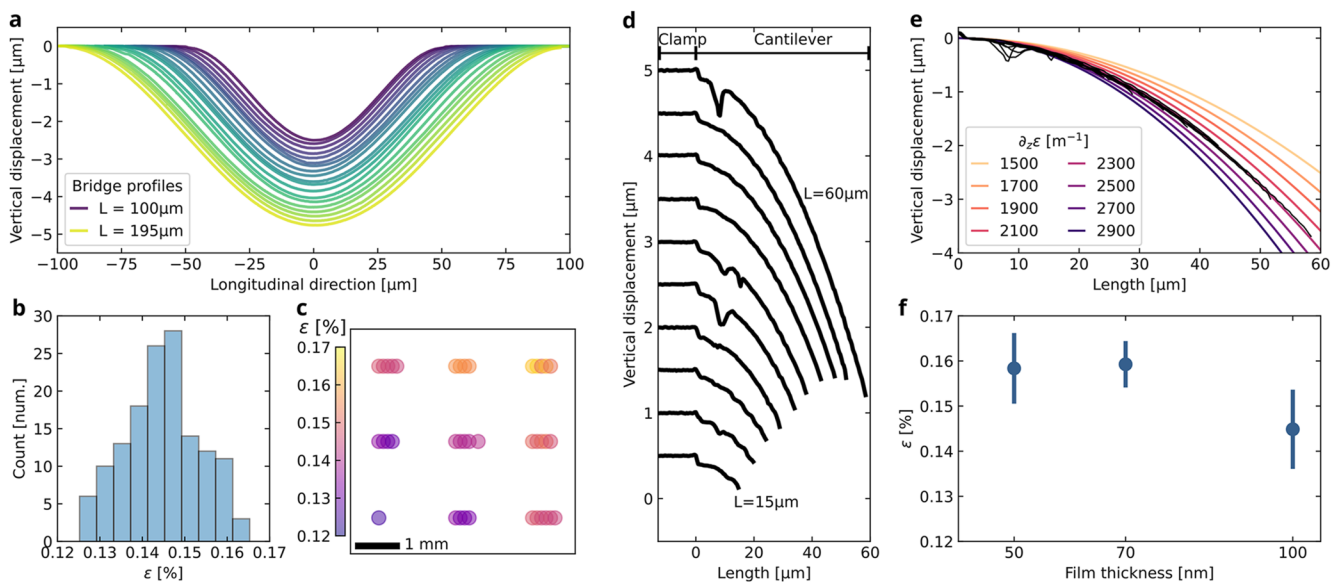 a
Vertical displacement [µm]
0
−1
−2
−3
−4
−5
Bridge profiles
L = 100µm
L = 195µm
−100 −75 −50 −25 0 25 50 75 100
Longitudinal direction [µm]
b
Count [num.]
30
25
20
15
10
5
0
0.12 0.13 0.14 0.15 0.16 0.17
ε [%]
c
ε [%]
0.17
0.16
0.15
0.14
0.13
0.12
1 mm
d
Clamp Cantilever
Vertical displacement [µm]
5
4
3
2
1
0
L=60µm
L=15µm
0 20 40 60
Length [µm]
e
Vertical displacement [µm]
0
−1
−2
−3
−4
∂zε [m⁻¹]
1500 2300
1700 2500
1900 2700
2100 2900
0 10 20 30 40 50 60
Length [µm]
f
ε [%]
0.17
0.16
0.15
0.14
0.13
0.12
50 70 100
Film thickness [nm]